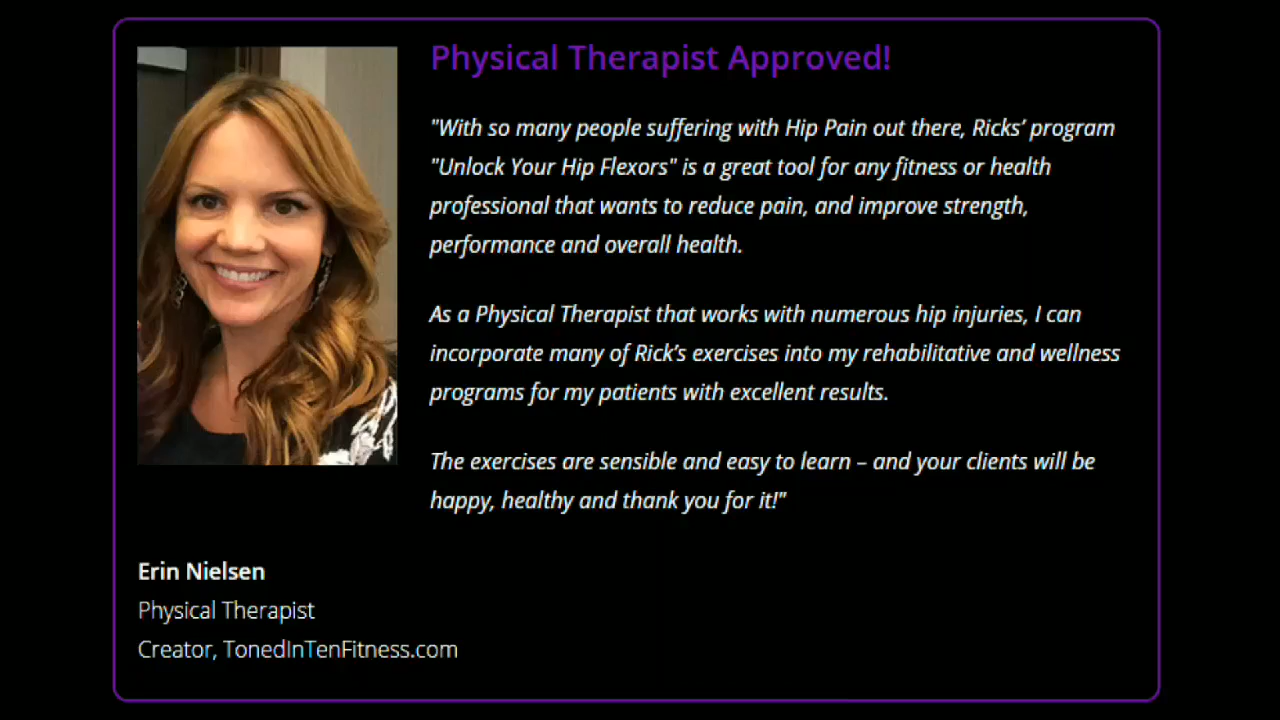 Physical Therapist Approved!
"With so many people suffering with Hip Pain out there, Ricks’ program
"Unlock Your Hip Flexors" is a great tool for any fitness or health
professional that wants to reduce pain, and improve strength,
performance and overall health.
As a Physical Therapist that works with numerous hip injuries, I can
incorporate many of Rick’s exercises into my rehabilitative and wellness
programs for my patients with excellent results.
The exercises are sensible and easy to learn – and your clients will be
happy, healthy and thank you for it!”
Erin Nielsen
Physical Therapist
Creator, TonedInTenFitness.com